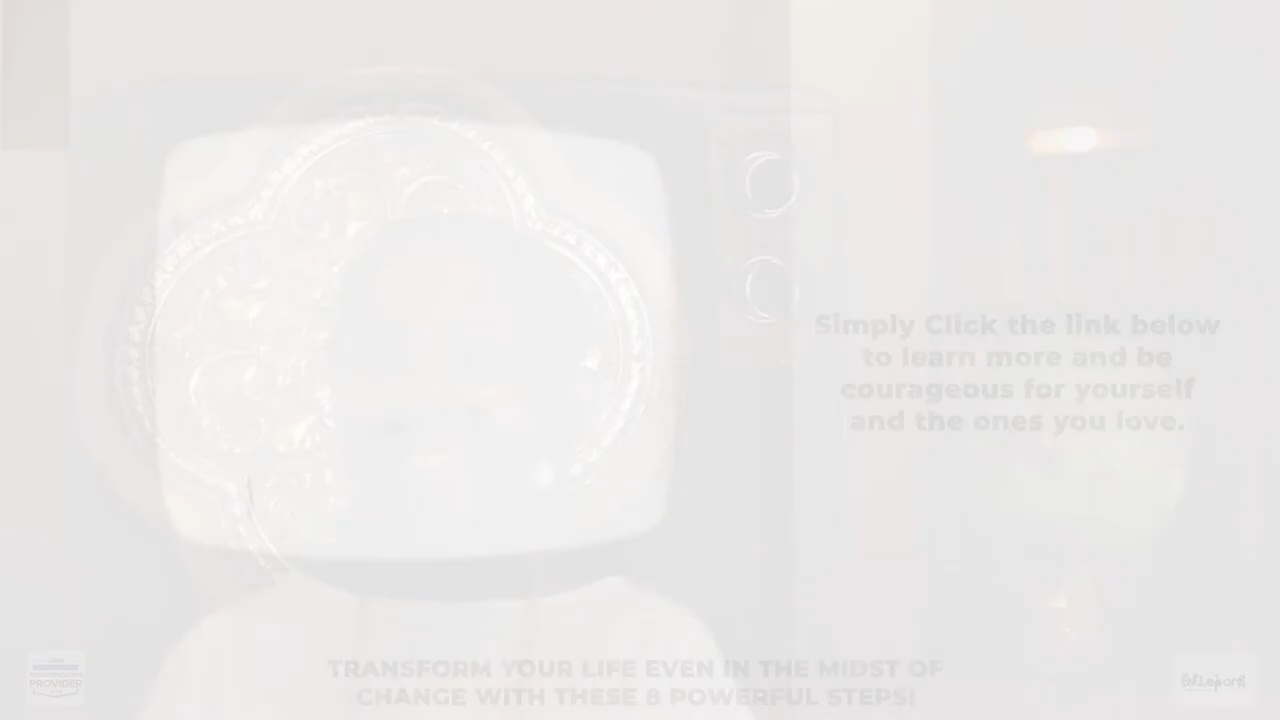 Simply Click the link below
to learn more and be
courageous for yourself
and the ones you love.
TRANSFORM YOUR LIFE EVEN IN THE MIDST OF
CHANGE WITH THESE 8 POWERFUL STEPS!
PROVIDER